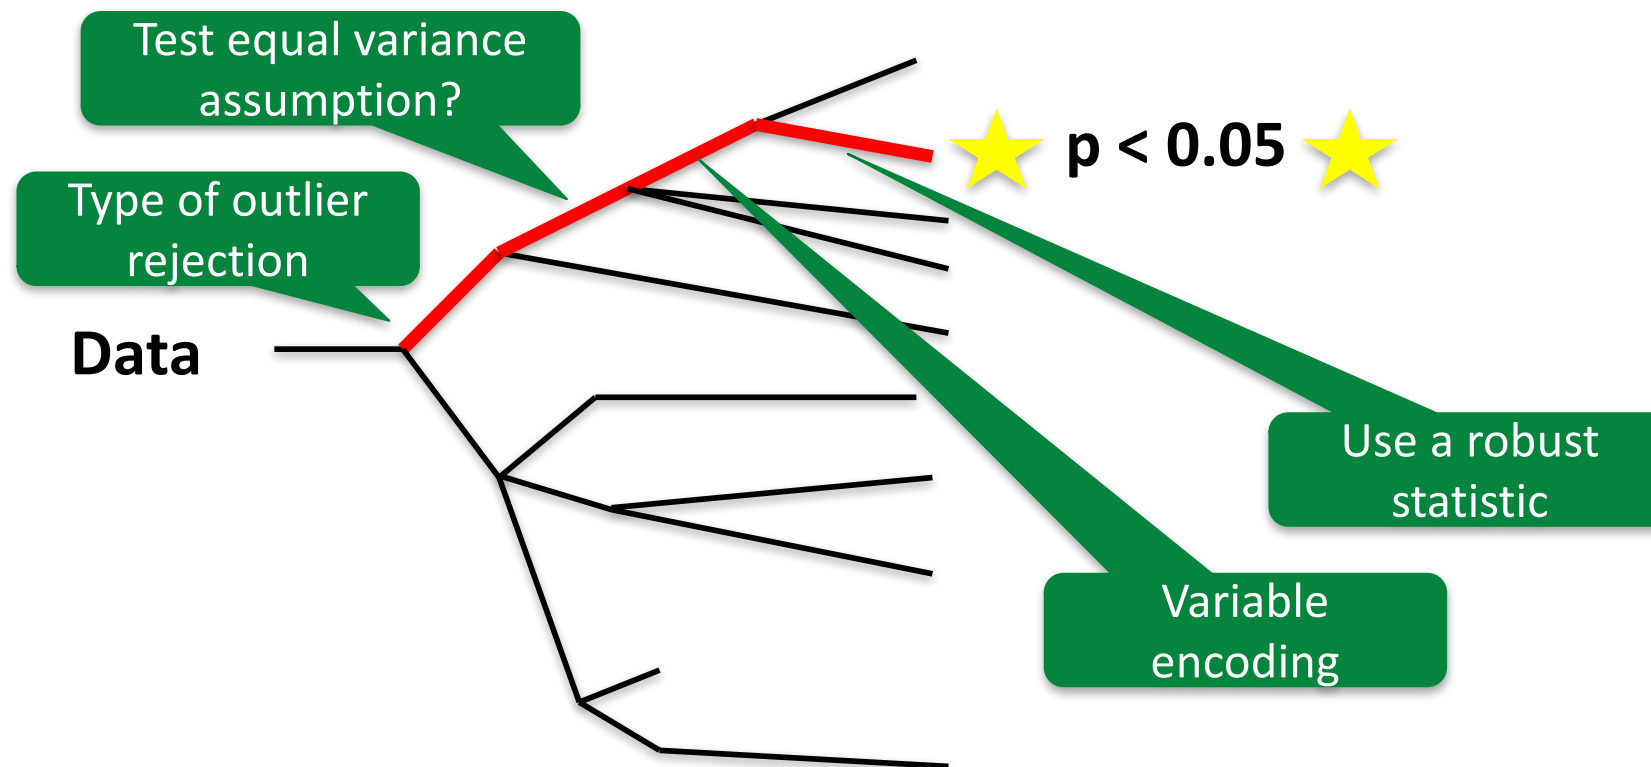 Test equal variance
assumption?
p < 0.05
Type of outlier
rejection
Data
Use a robust
statistic
Variable
encoding